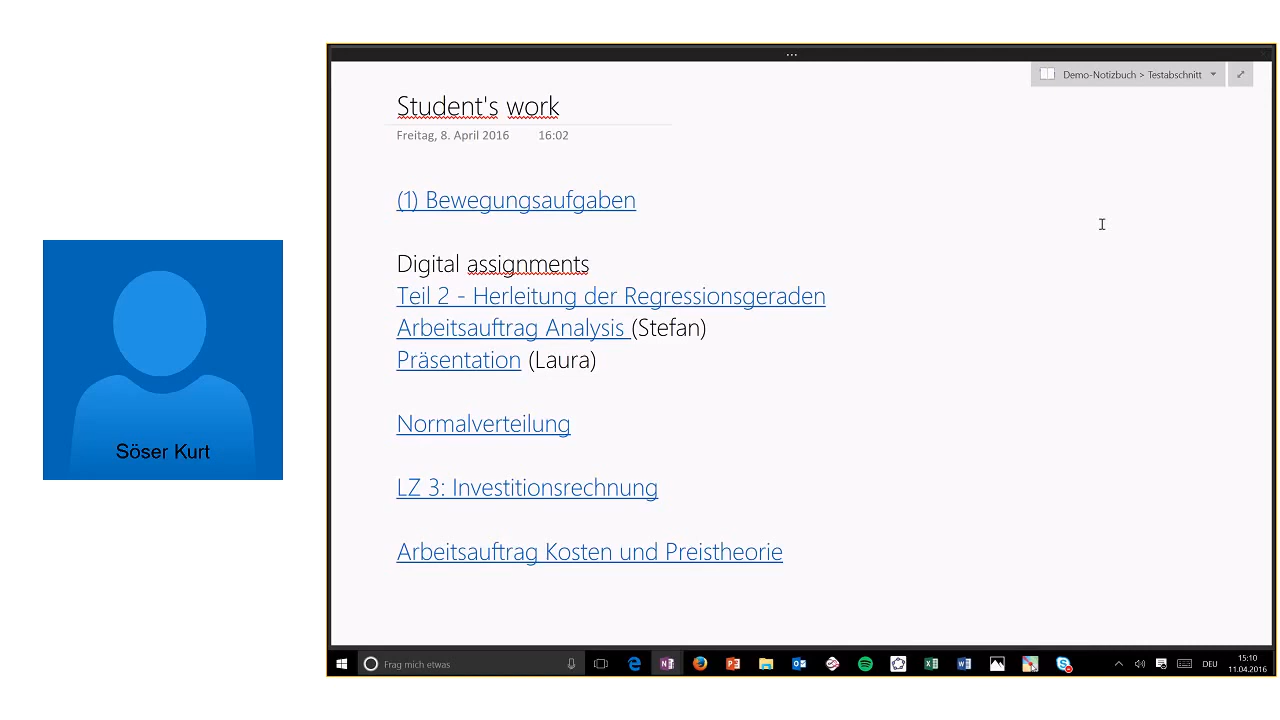 ...
Demo-Notizbuch > Testabschnitt
Student's work
Freitag, 8. April 2016 16:02
(1) Bewegungsaufgaben
Digital assignments
Teil 2 - Herleitung der Regressionsgeraden
Arbeitsauftrag Analysis (Stefan)
Präsentation (Laura)
Normalverteilung
Söser Kurt
LZ 3: Investitionsrechnung
Arbeitsauftrag Kosten und Preistheorie
Frag mich etwas
DEU
15:10
11.04.2016